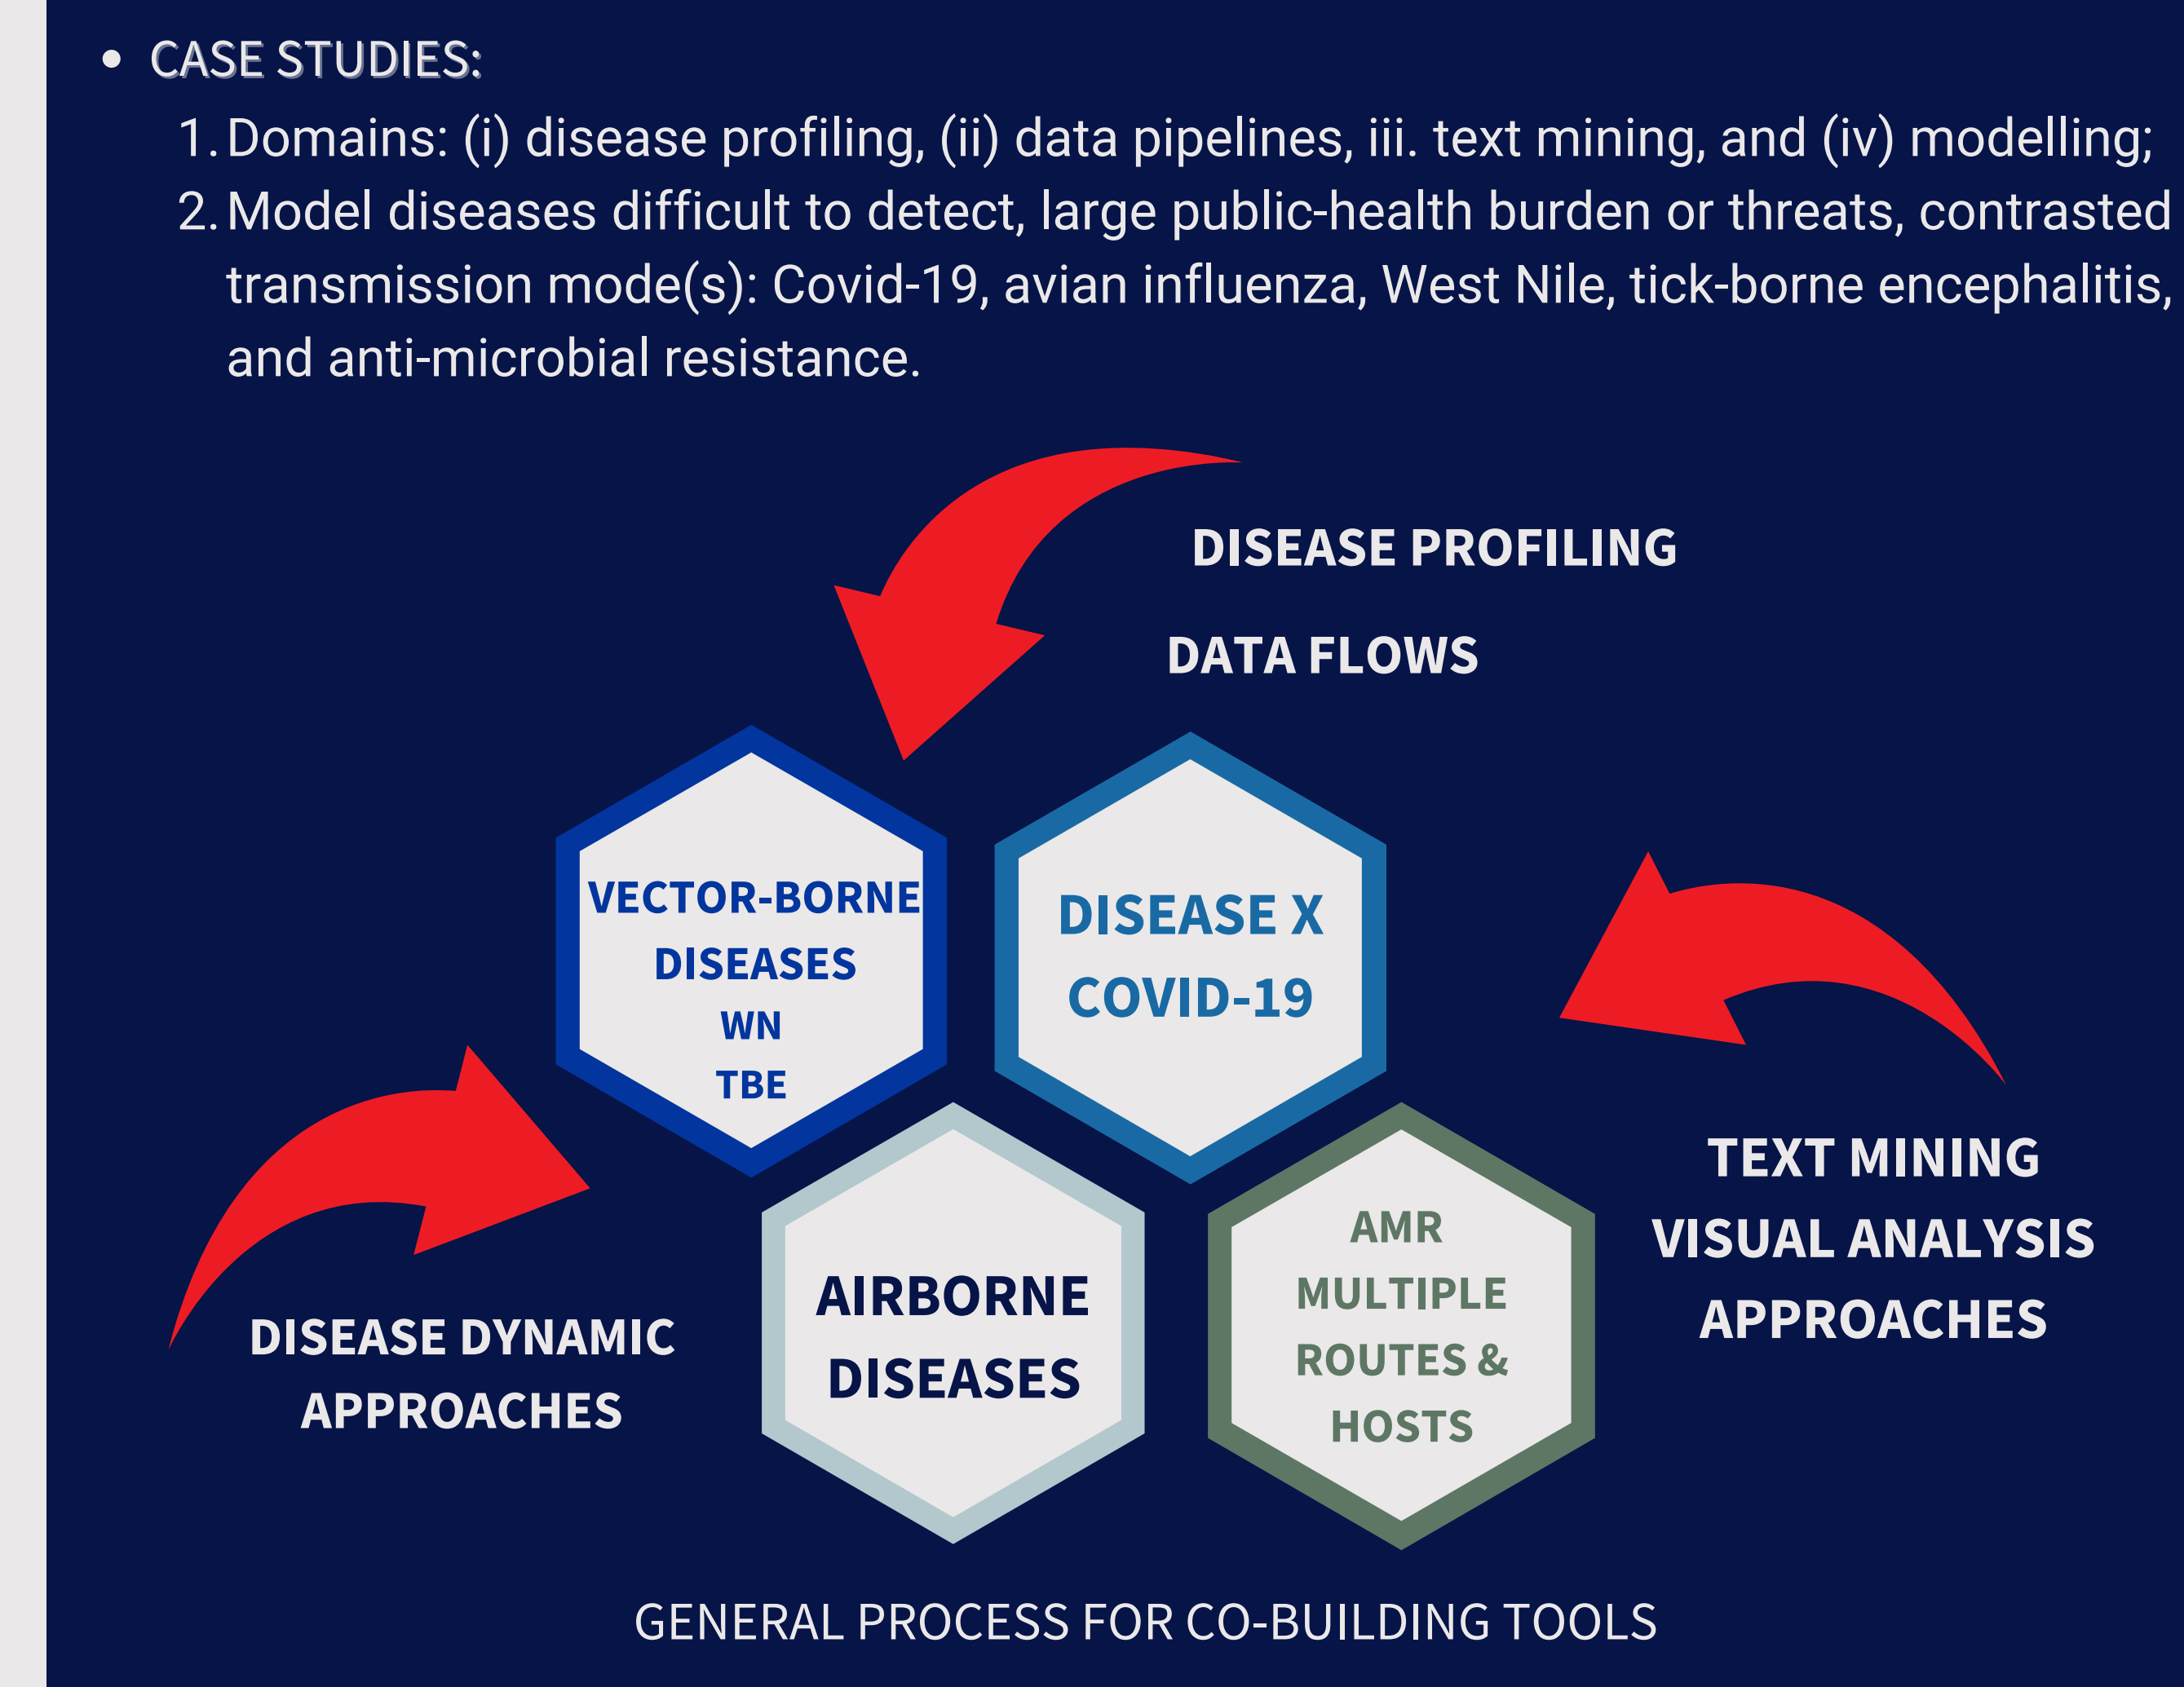 • CASE STUDIES:
1. Domains: (i) disease profiling, (ii) data pipelines, iii. text mining, and (iv) modelling;
2. Model diseases difficult to detect, large public-health burden or threats, contrasted
transmission mode(s): Covid-19, avian influenza, West Nile, tick-borne encephalitis,
and anti-microbial resistance.
DISEASE PROFILING
DATA FLOWS
VECTOR-BORNE
DISEASES
WN
TBE
DISEASE X
COVID-19
TEXT MINING
VISUAL ANALYSIS
APPROACHES
AMR
MULTIPLE
ROUTES &
HOSTS
AIRBORNE
DISEASES
DISEASE DYNAMIC
APPROACHES
GENERAL PROCESS FOR CO-BUILDING TOOLS